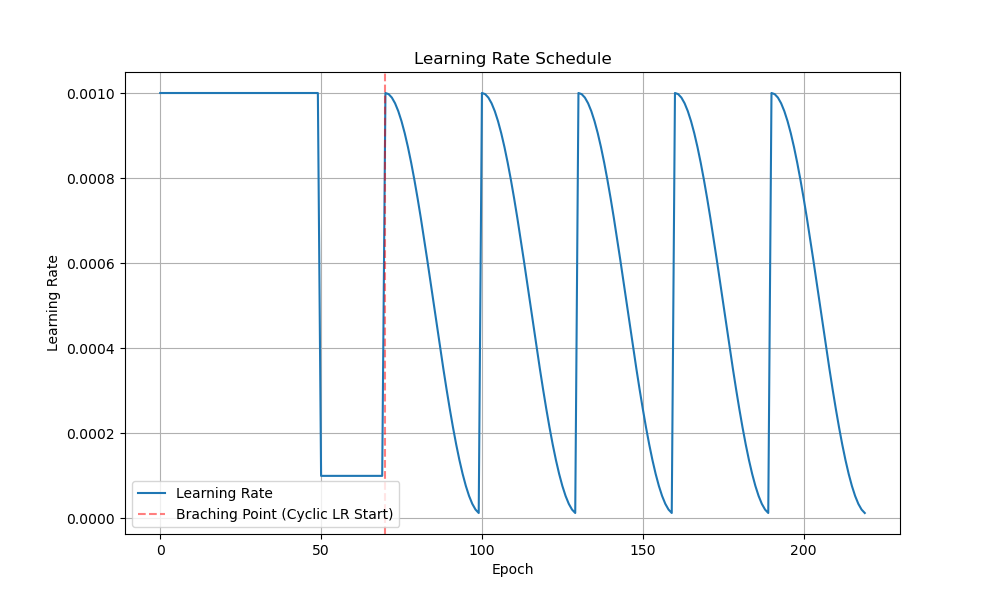 Learning Rate Schedule
0.0010
0.0008
0.0006
0.0004
0.0002
0.0000
Learning Rate
Learning Rate
Braching Point (Cyclic LR Start)
0 50 100 150 200
Epoch